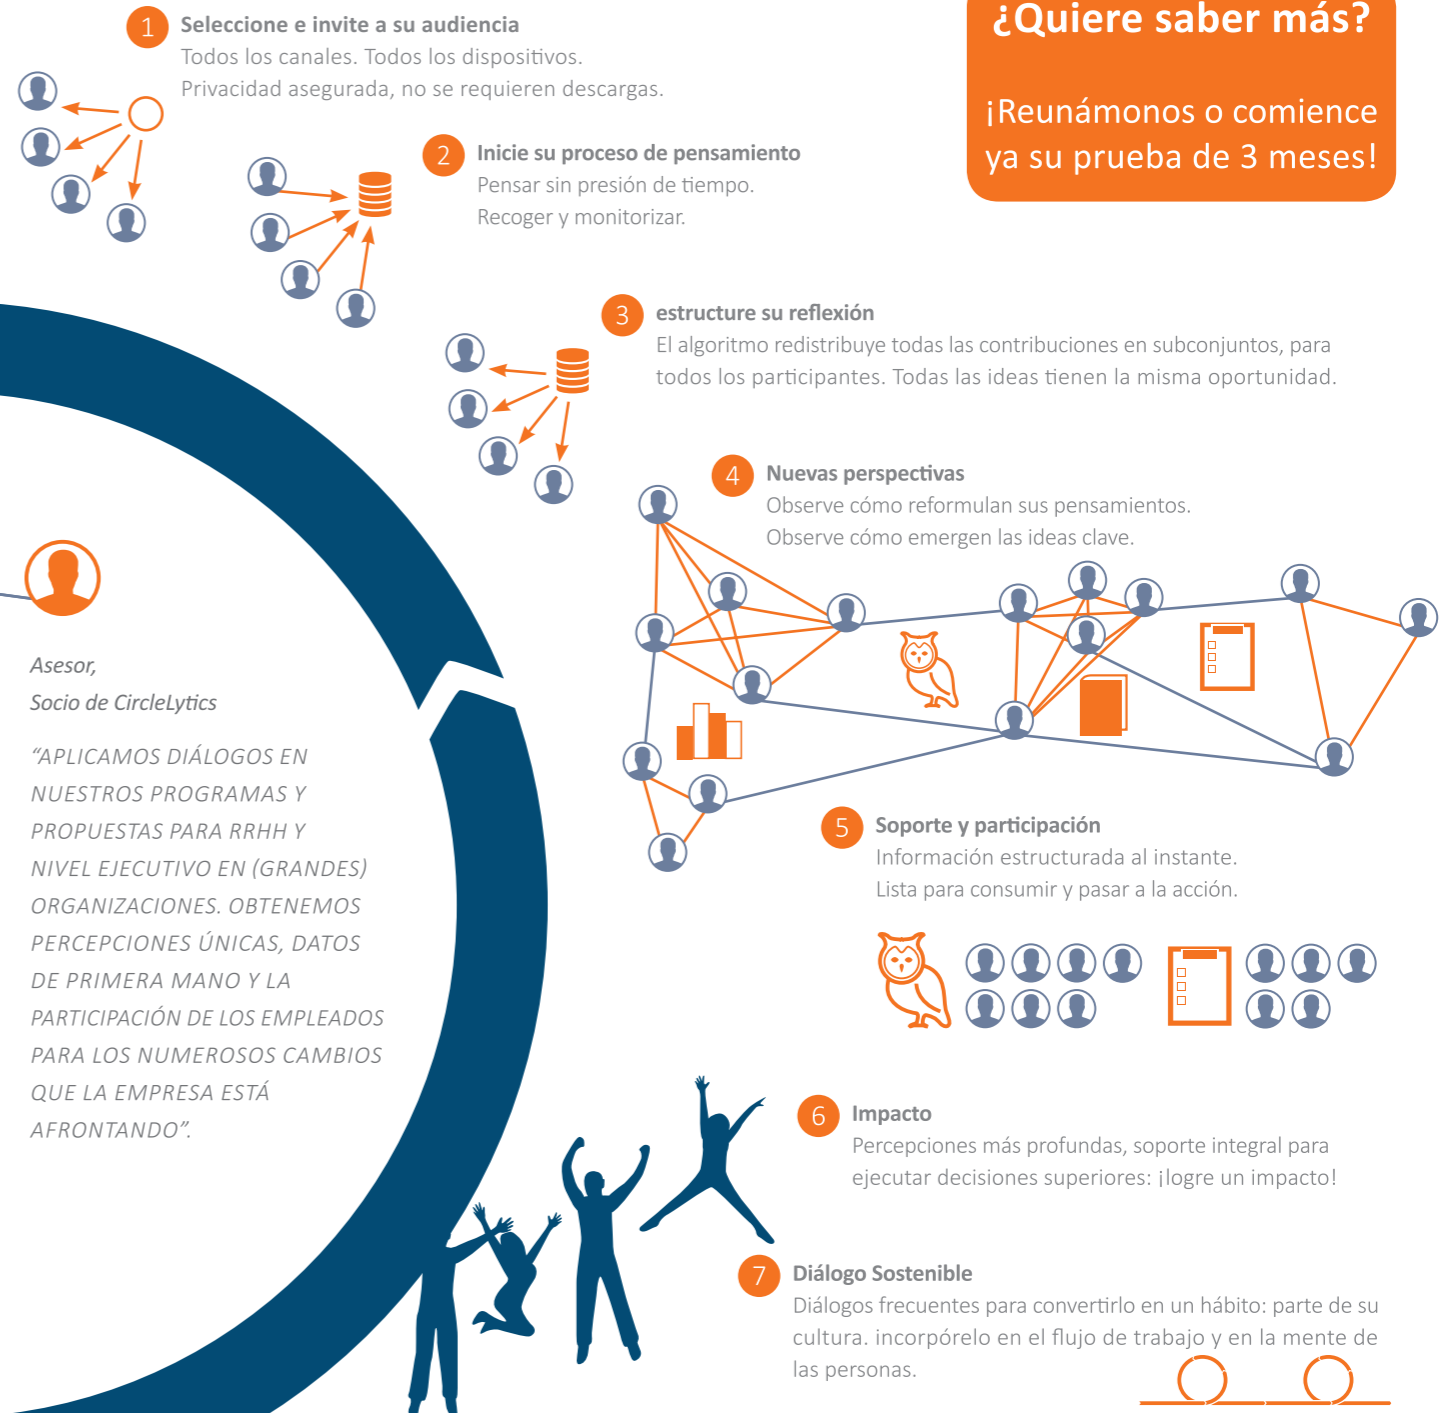 1
Seleccione e invite a su audiencia
Todos los canales. Todos los dispositivos.
Privacidad asegurada, no se requieren descargas.
¿Quiere saber más?
¡Reunámonos o comience
ya su prueba de 3 meses!
2
Inicie su proceso de pensamiento
Pensar sin presión de tiempo.
Recoger y monitorizar.
3
estructure su reflexión
El algoritmo redistribuye todas las contribuciones en subconjuntos, para
todos los participantes. Todas las ideas tienen la misma oportunidad.
4
Nuevas perspectivas
Observe cómo reformulan sus pensamientos.
Observe cómo emergen las ideas clave.
Asesor,
Socio de CircleLytics
“APLICAMOS DIÁLOGOS EN
NUESTROS PROGRAMAS Y
PROPUESTAS PARA RRHH Y
NIVEL EJECUTIVO EN (GRANDES)
ORGANIZACIONES. OBTENEMOS
PERCEPCIONES ÚNICAS, DATOS
DE PRIMERA MANO Y LA
PARTICIPACIÓN DE LOS EMPLEADOS
PARA LOS NUMEROSOS CAMBIOS
QUE LA EMPRESA ESTÁ
AFRONTANDO”.
5
Soporte y participación
Información estructurada al instante.
Lista para consumir y pasar a la acción.
6
Impacto
Percepciones más profundas, soporte integral para
ejecutar decisiones superiores: ¡logre un impacto!
7
Diálogo Sostenible
Diálogos frecuentes para convertirlo en un hábito: parte de su
cultura. incorpórelo en el flujo de trabajo y en la mente de
las personas.